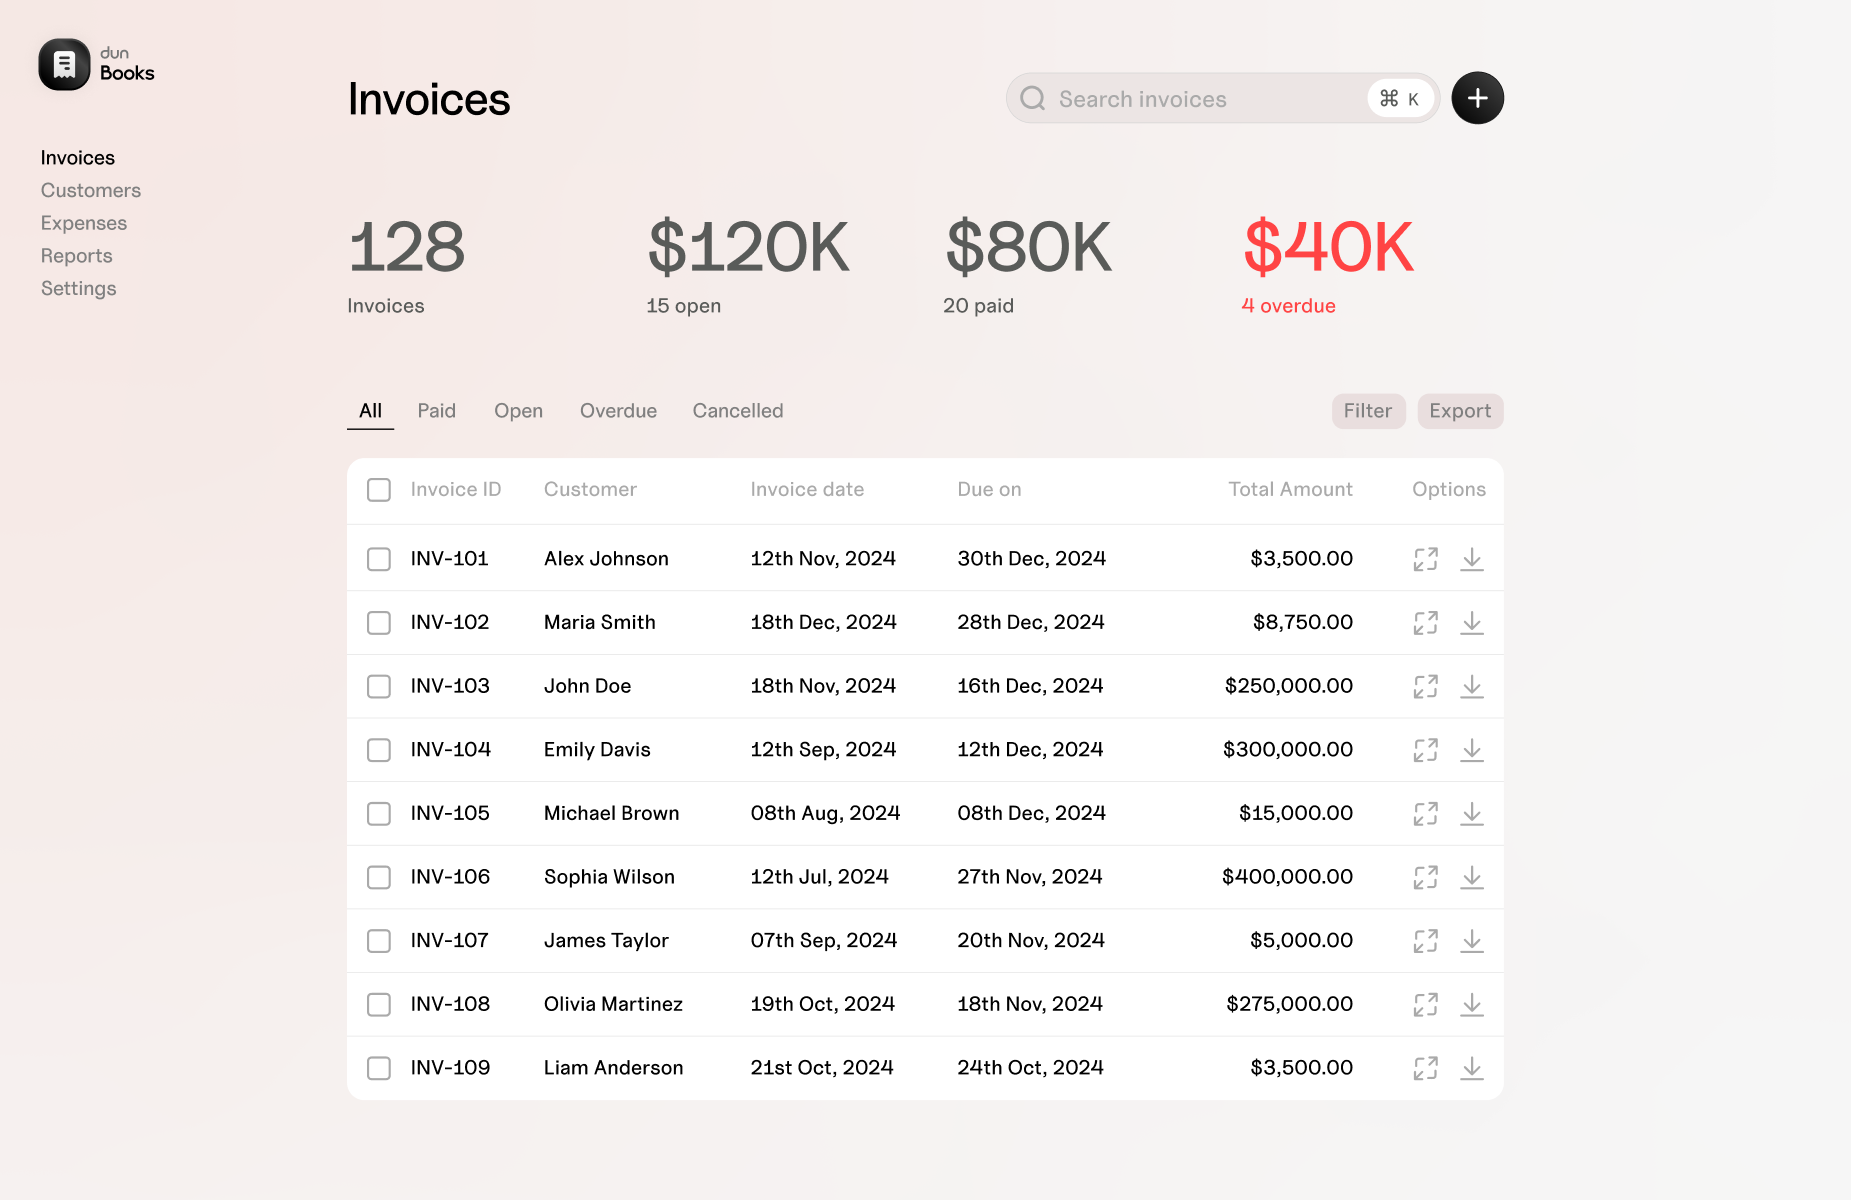 dun
Books
Invoices
Search invoices
⌘ K
Invoices
Customers
Expenses
Reports
Settings
128
Invoices
$120K
15 open
$80K
20 paid
$40K
4 overdue
All Paid Open Overdue Cancelled
Filter Export
Invoice ID Customer Invoice date Due on Total Amount Options
INV-101 Alex Johnson 12th Nov, 2024 30th Dec, 2024 $3,500.00
INV-102 Maria Smith 18th Dec, 2024 28th Dec, 2024 $8,750.00
INV-103 John Doe 18th Nov, 2024 16th Dec, 2024 $250,000.00
INV-104 Emily Davis 12th Sep, 2024 12th Dec, 2024 $300,000.00
INV-105 Michael Brown 08th Aug, 2024 08th Dec, 2024 $15,000.00
INV-106 Sophia Wilson 12th Jul, 2024 27th Nov, 2024 $400,000.00
INV-107 James Taylor 07th Sep, 2024 20th Nov, 2024 $5,000.00
INV-108 Olivia Martinez 19th Oct, 2024 18th Nov, 2024 $275,000.00
INV-109 Liam Anderson 21st Oct, 2024 24th Oct, 2024 $3,500.00